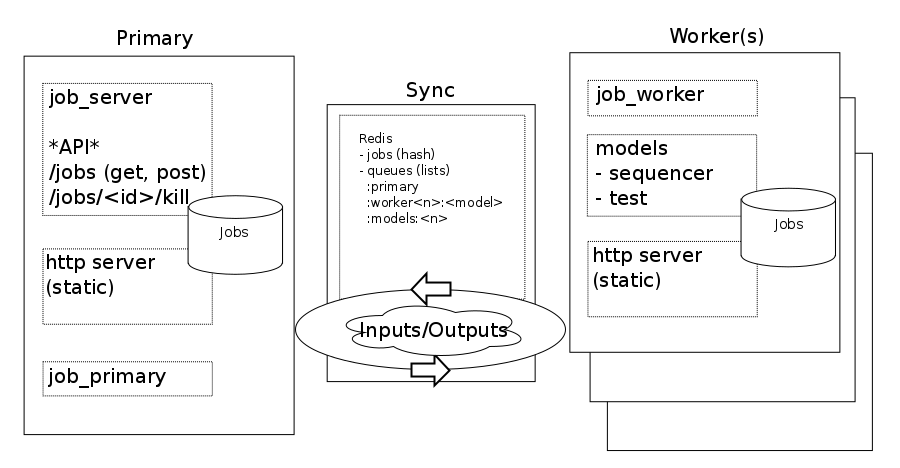 Primary
job_server
*API*
/jobs (get, post)
/jobs/<id>/kill
Jobs
http server
(static)
job_primary
Sync
Redis
- jobs (hash)
- queues (lists)
:primary
:worker<n>:<model>
:models:<n>
Inputs/Outputs
Worker(s)
job_worker
models
- sequencer
- test
Jobs
http server
(static)